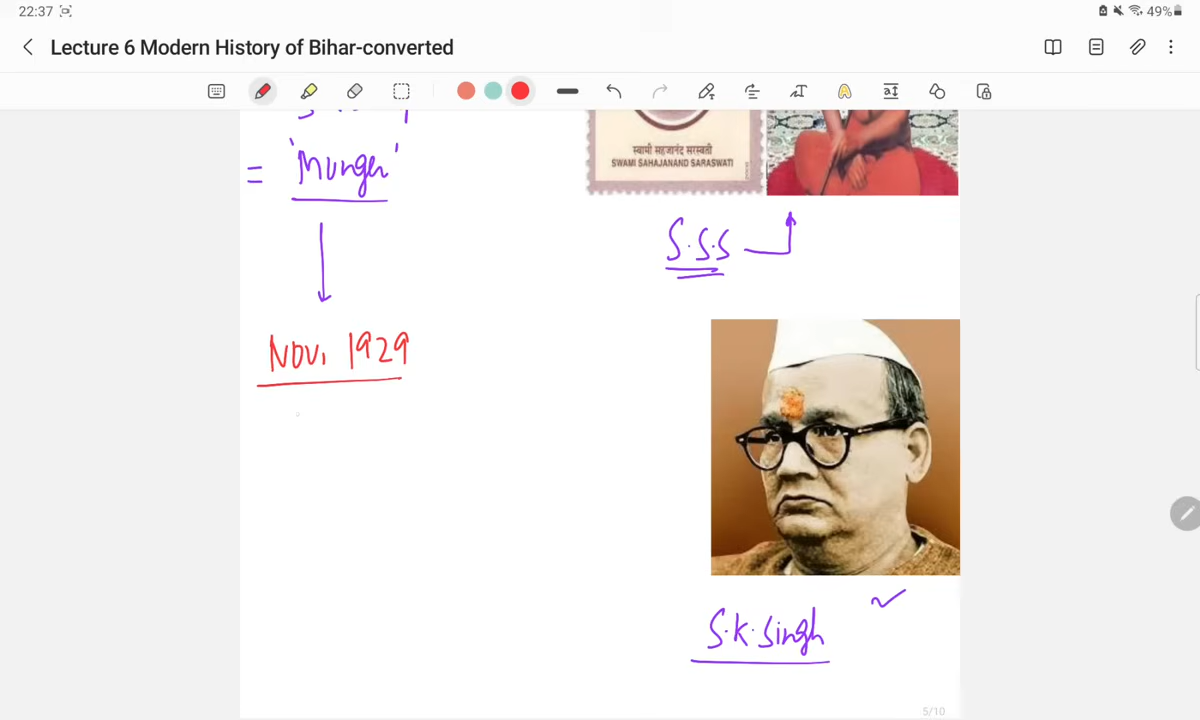 22:37
49%
Lecture 6 Modern History of Bihar-converted
= 'Munger'
स्वामी सहजानंद सरस्वती
SWAMI SAHAJANAND SARASWATI
S.S.S
Nov. 1929
S.K. Singh
5/10